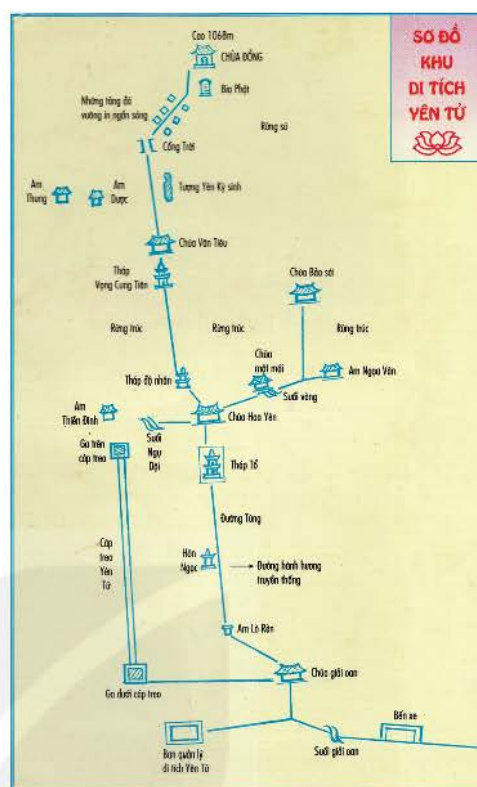 SƠ ĐỒ
KHU
DI TÍCH
YÊN TỬ
Cao 1068m
CHÙA ĐỒNG
Bia Phật
Những tảng đá
vuông in ngấn sóng
Rừng sú
Cổng Trời
Am
Thung
Am
Dược
Tượng Yên Kỳ sinh
Chùa Vân Tiêu
Tháp
Vọng Cung Tiên
Chùa Bảo sái
Rừng trúc
Rừng trúc
Rừng trúc
Chùa
một mái
Am Ngoạ Vân
Tháp độ nhân
Suối vàng
Am
Thiền Định
Chùa Hoa Yên
Suối
Ngự
Dội
Ga trên
cáp treo
Tháp Tổ
Đường Tùng
Cáp
treo
Yên
Tử
Hòn
Ngọc
Đường hành hương
truyền thống
Am Lò Rèn
Chùa giải oan
Ga dưới cáp treo
Bến xe
Ban quản lý
di tích Yên Tử
Suối giải oan